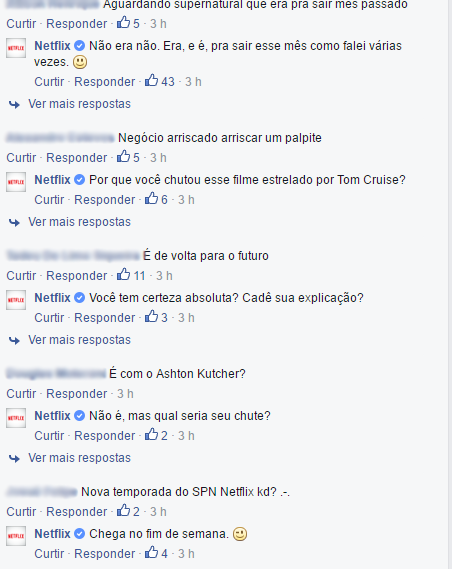 Aguardando supernatural que era pra sair mês passado
Curtir · Responder · 5 · 3 h
NETFLIX
Netflix Não era não. Era, e é, pra sair esse mês como falei várias
vezes.
Curtir · Responder · 43 · 3 h
Ver mais respostas
Negócio arriscado arriscar um palpite
Curtir · Responder · 5 · 3 h
NETFLIX
Netflix Por que você chutou esse filme estrelado por Tom Cruise?
Curtir · Responder · 6 · 3 h
Ver mais respostas
É de volta para o futuro
Curtir · Responder · 11 · 3 h
NETFLIX
Netflix Você tem certeza absoluta? Cadê sua explicação?
Curtir · Responder · 3 · 3 h
Ver mais respostas
É com o Ashton Kutcher?
Curtir · Responder · 3 h
NETFLIX
Netflix Não é, mas qual seria seu chute?
Curtir · Responder · 2 · 3 h
Ver mais respostas
Nova temporada do SPN Netflix kd? .-.
Curtir · Responder · 2 · 3 h
NETFLIX
Netflix Chega no fim de semana.
Curtir · Responder · 4 · 3 h